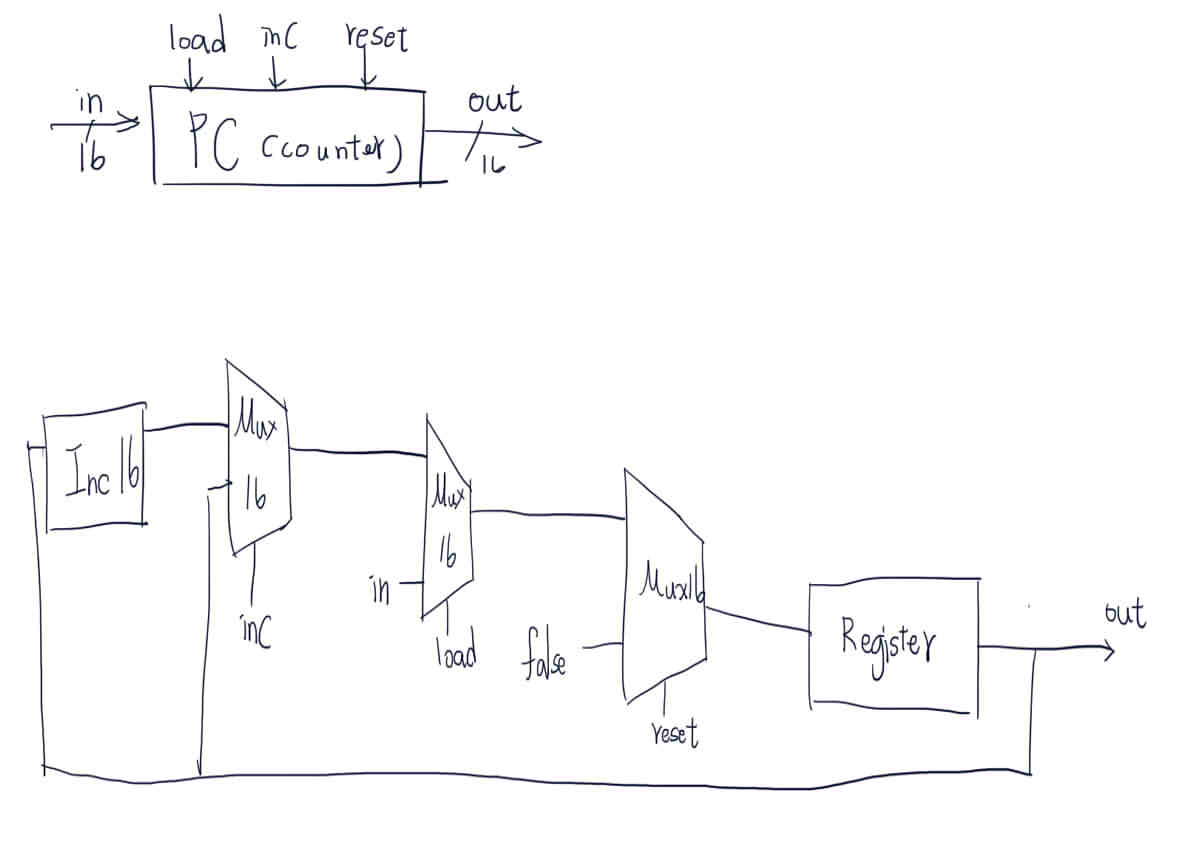 load inc reset
in
16
PC (counter)
out
16
Inc16
Mux
16
inc
Mux
16
in
load
Mux16
false
reset
Register
out